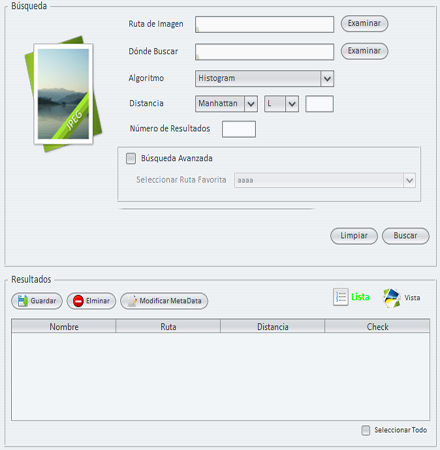 Búsqueda
Ruta de Imagen
Examinar
Dónde Buscar
Examinar
Algoritmo
Histogram
Distancia
Manhattan
L
Número de Resultados
JPEG
Búsqueda Avanzada
Seleccionar Ruta Favorita
aaaa
Limpiar
Buscar
Resultados
Guardar
Elminar
Modificar MetaData
Lista
Vista
Nombre
Ruta
Distancia
Check
Seleccionar Todo